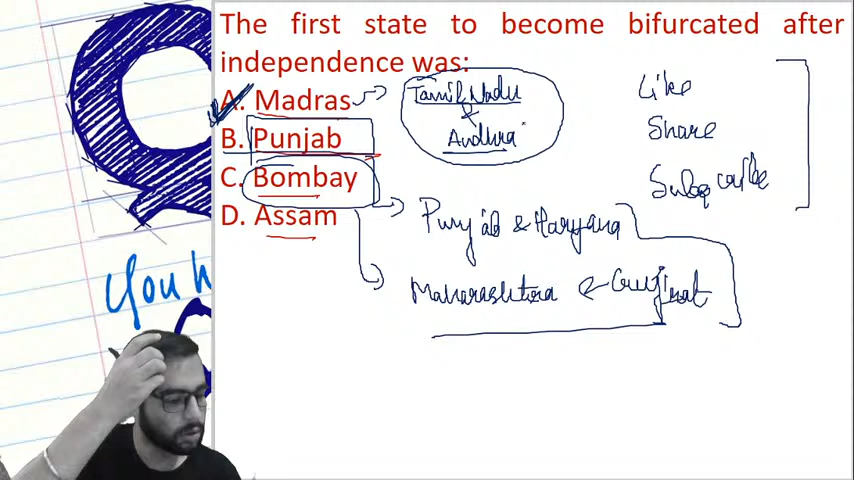 The first state to become bifurcated after
independence was:
A. Madras
B. Punjab
C. Bombay
D. Assam
Tamil Nadu
&
Andhra
Like
Share
Punjab & Haryana
Maharashtra & Gujrat
You